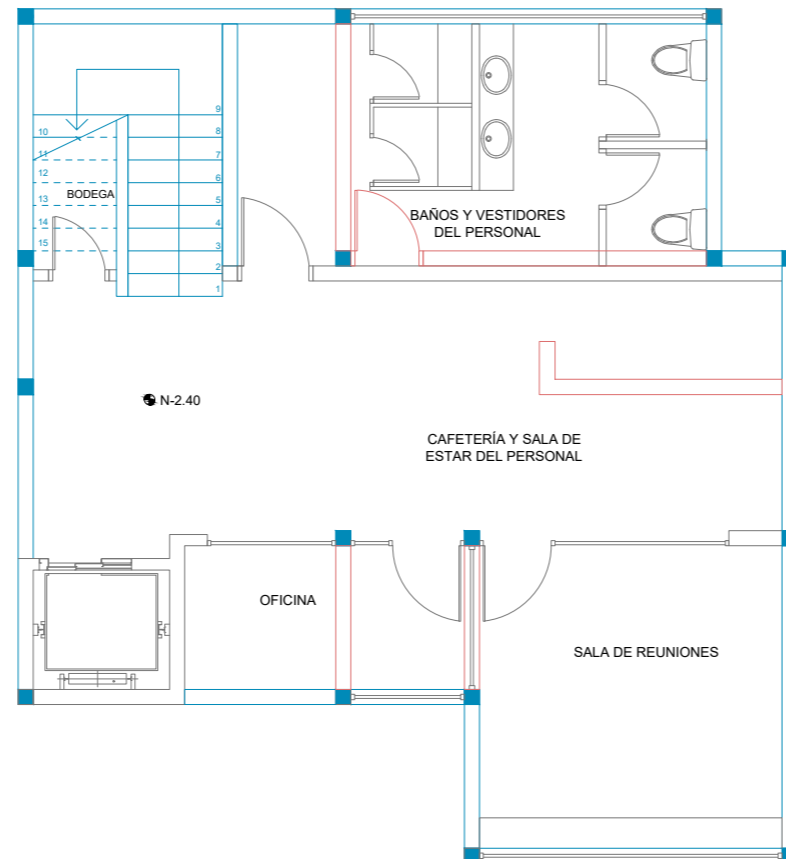 9
10
8
11
7
12
6
BODEGA
13
5
14
4
15
3
2
1
BAÑOS Y VESTIDORES
DEL PERSONAL
N-2.40
CAFETERÍA Y SALA DE
ESTAR DEL PERSONAL
OFICINA
SALA DE REUNIONES